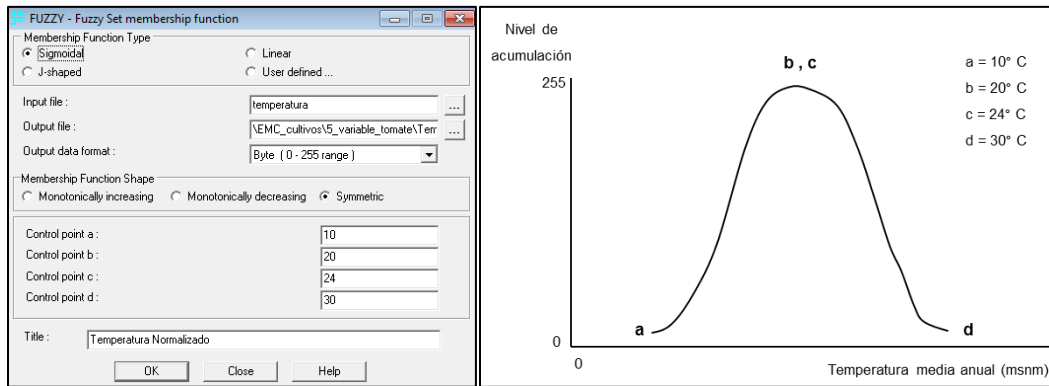 FUZZY - Fuzzy Set membership function
Membership Function Type
Sigmoidal
Linear
J-shaped
User defined ...
Input file :
temperatura
...
Output file :
\EMC_cultivos\5_variable_tomate\Terr
...
Output data format :
Byte ( 0 - 255 range )
Membership Function Shape
Monotonically increasing
Monotonically decreasing
Symmetric
Control point a :
10
Control point b :
20
Control point c :
24
Control point d :
30
Title :
Temperatura Normalizado
OK
Close
Help
Nivel de
acumulación
255
b , c
a = 10° C
b = 20° C
c = 24° C
d = 30° C
a
d
0
0
Temperatura media anual (msnm)